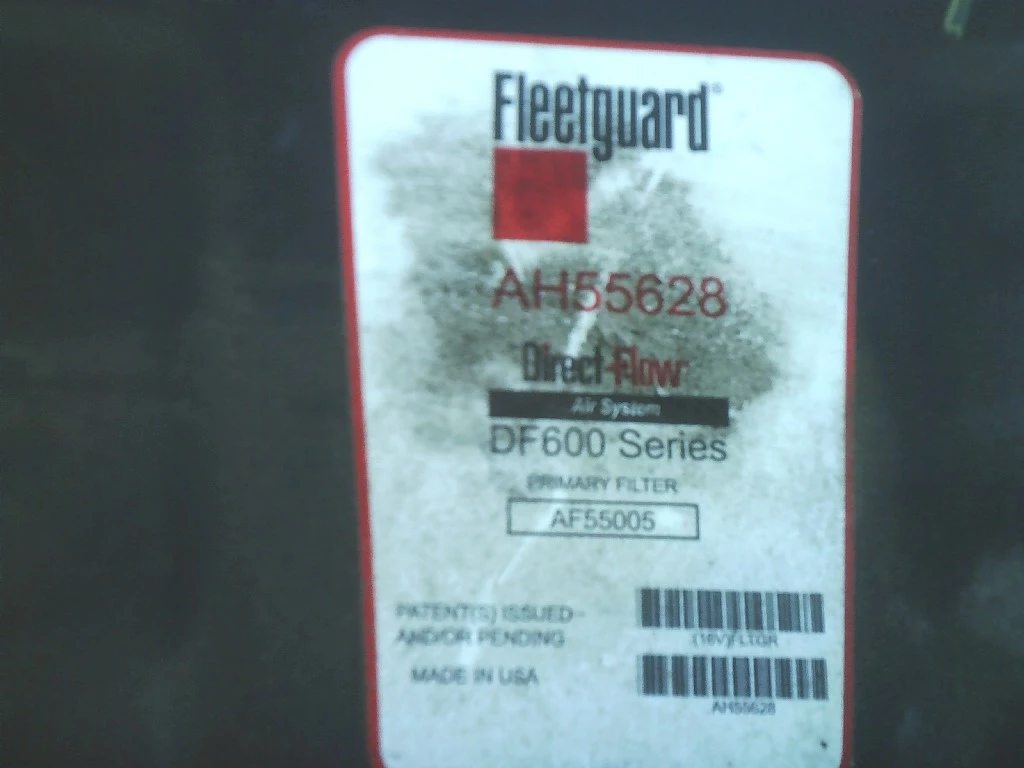 Fleetguard®
AH55628
Direct Flow
Air System
DF600 Series
PRIMARY FILTER
AF55005
PATENT(S) ISSUED
AND/OR PENDING
MADE IN USA
AH55628